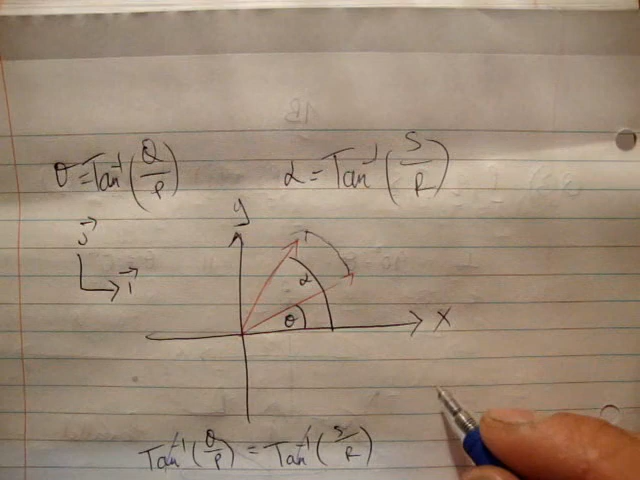 θ = Tan⁻¹(Q/P) α = Tan⁻¹(S/R)
y
j
i
α
θ
x
Tan⁻¹(Q/P) = Tan⁻¹(S/R)